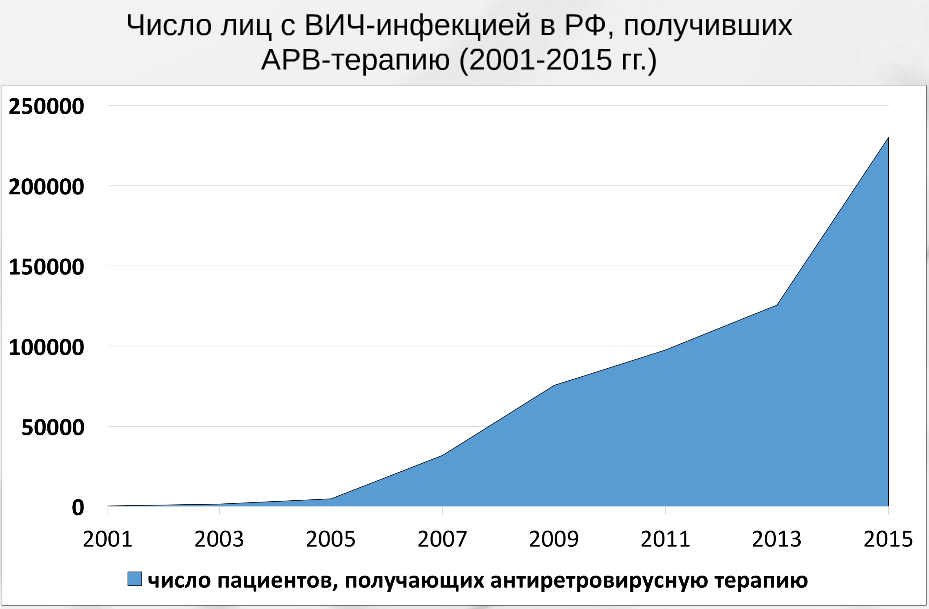 Число лиц с ВИЧ-инфекцией в РФ, получивших
АРВ-терапию (2001-2015 гг.)
250000
200000
150000
100000
50000
0
2001 2003 2005 2007 2009 2011 2013 2015
число пациентов, получающих антиретровирусную терапию